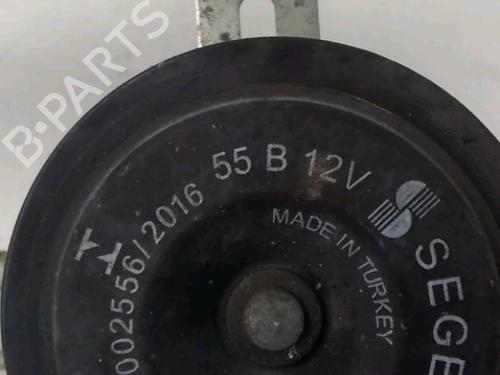 B-PARTS
002556/2016 55 B 12V
SEGE
MADE IN TURKEY